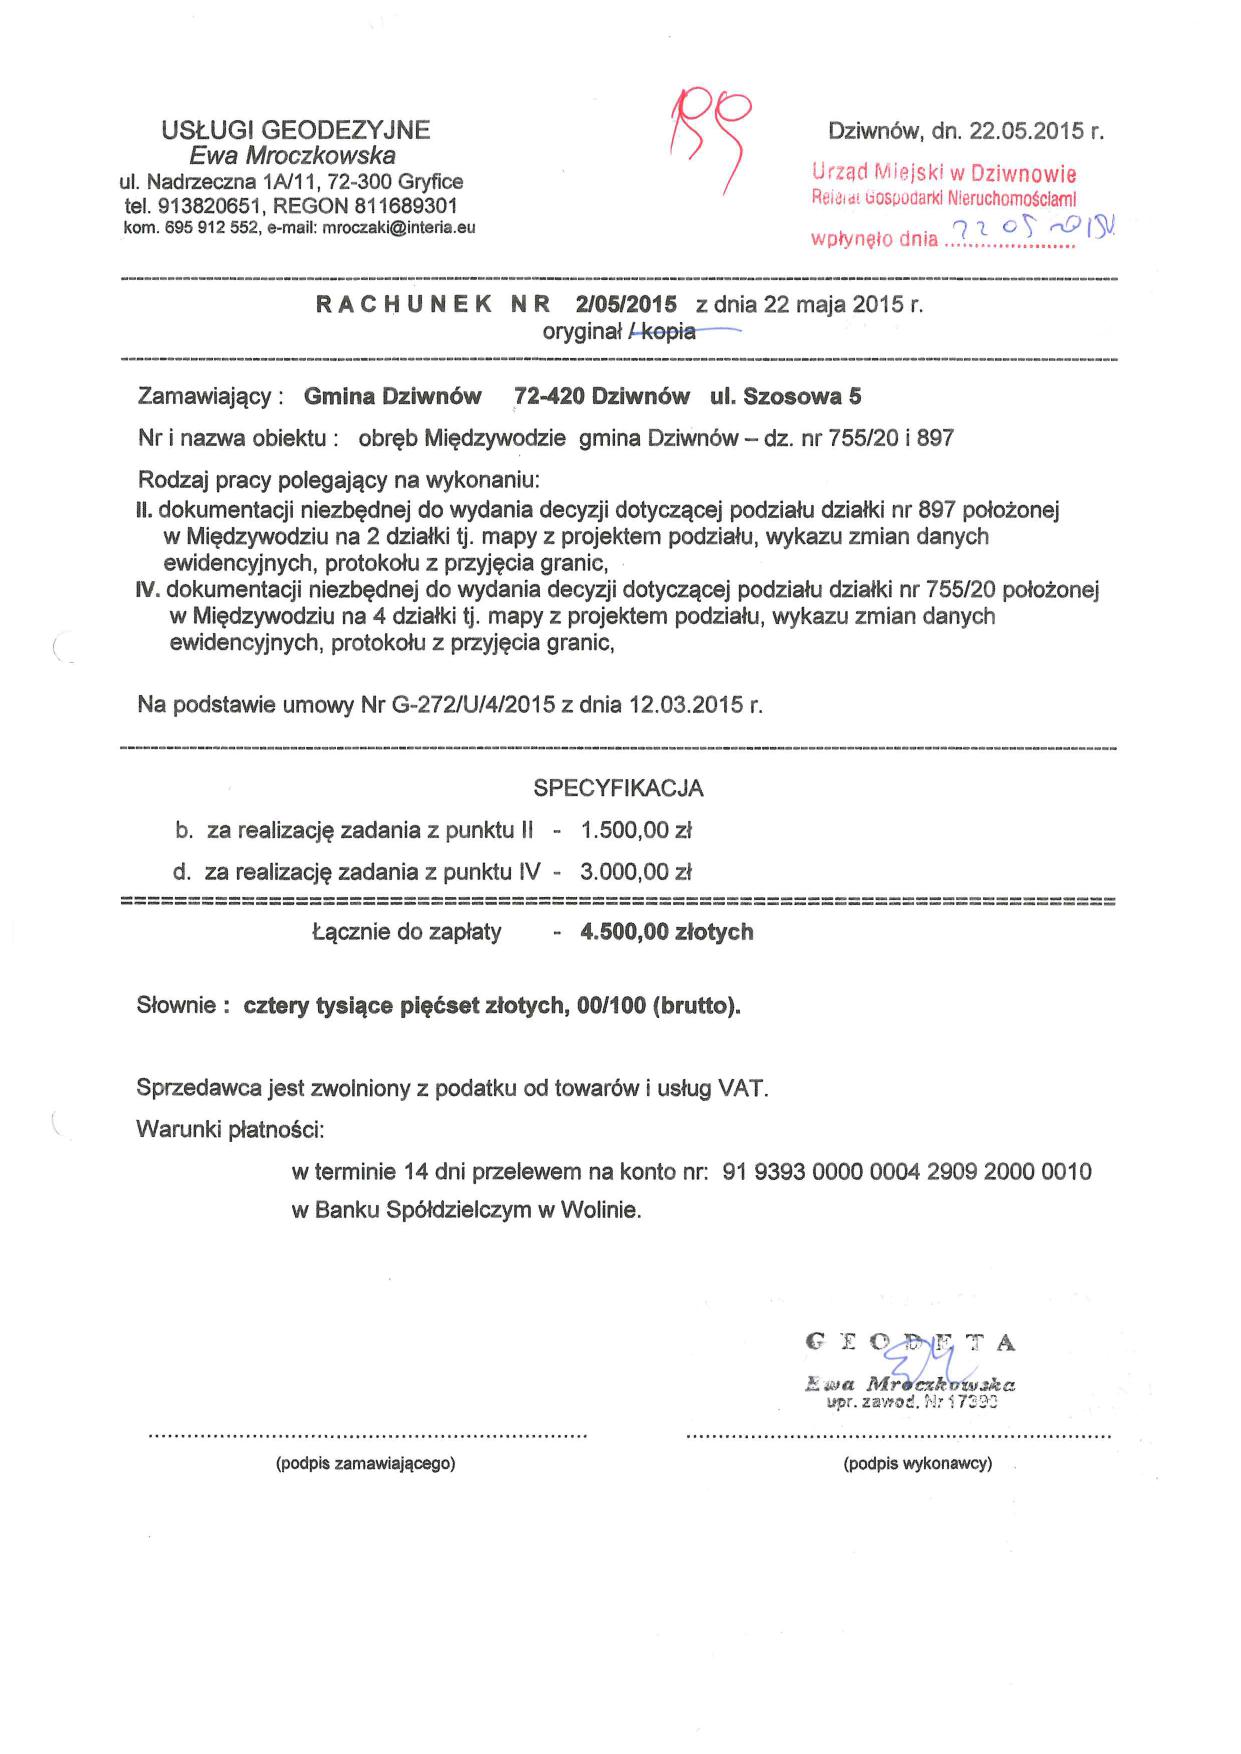 USŁUGI GEODEZYJNE
Ewa Mroczkowska
ul. Nadrzeczna 1A/11, 72-300 Gryfice
tel. 913820651, REGON 811689301
kom. 695 912 552, e-mail: mroczaki@interia.eu
Dziwnów, dn. 22.05.2015 r.
Urząd Miejski w Dziwnowie
Referat Gospodarki Nieruchomościami
wpłynęło dnia 22 05 2015r.
RACHUNEK NR 2/05/2015 z dnia 22 maja 2015 r.
oryginał / kopia
Zamawiający : Gmina Dziwnów 72-420 Dziwnów ul. Szosowa 5
Nr i nazwa obiektu : obręb Międzywodzie gmina Dziwnów – dz. nr 755/20 i 897
Rodzaj pracy polegający na wykonaniu:
II. dokumentacji niezbędnej do wydania decyzji dotyczącej podziału działki nr 897 położonej
w Międzywodziu na 2 działki tj. mapy z projektem podziału, wykazu zmian danych
ewidencyjnych, protokołu z przyjęcia granic,
IV. dokumentacji niezbędnej do wydania decyzji dotyczącej podziału działki nr 755/20 położonej
w Międzywodziu na 4 działki tj. mapy z projektem podziału, wykazu zmian danych
ewidencyjnych, protokołu z przyjęcia granic,
Na podstawie umowy Nr G-272/U/4/2015 z dnia 12.03.2015 r.
SPECYFIKACJA
b. za realizację zadania z punktu II - 1.500,00 zł
d. za realizację zadania z punktu IV - 3.000,00 zł
Łącznie do zapłaty - 4.500,00 złotych
Słownie : cztery tysiące pięćset złotych, 00/100 (brutto).
Sprzedawca jest zwolniony z podatku od towarów i usług VAT.
Warunki płatności:
w terminie 14 dni przelewem na konto nr: 91 9393 0000 0004 2909 2000 0010
w Banku Spółdzielczym w Wolinie.
GEODETA
Ewa Mroczkowska
upr. zawod. Nr
(podpis zamawiającego)
(podpis wykonawcy)